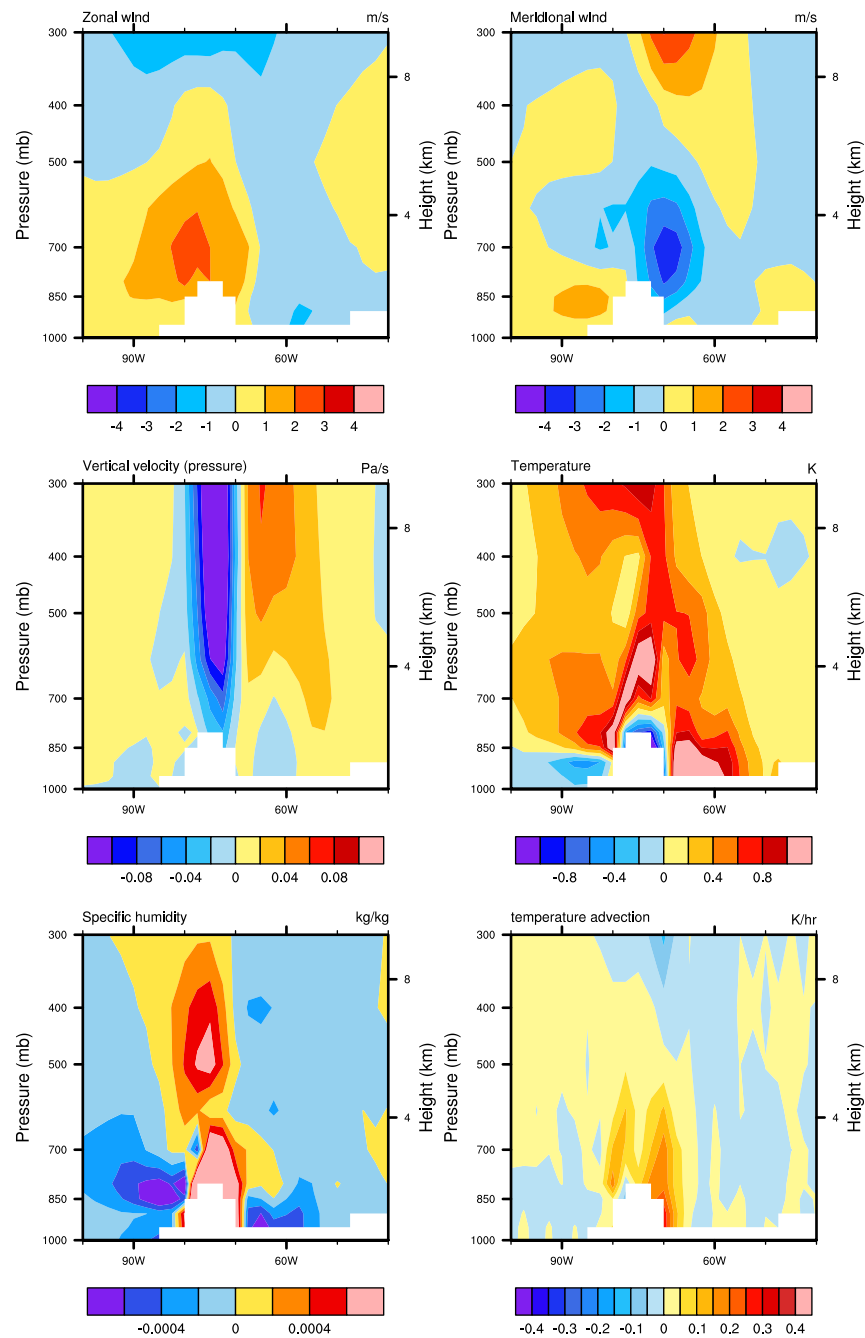 Zonal wind m/s
300
400
500
700
850
1000
Pressure (mb)
8
4
Height (km)
90W 60W
-4 -3 -2 -1 0 1 2 3 4
Meridional wind m/s
300
400
500
700
850
1000
Pressure (mb)
8
4
Height (km)
90W 60W
-4 -3 -2 -1 0 1 2 3 4
Vertical velocity (pressure) Pa/s
300
400
500
700
850
1000
Pressure (mb)
8
4
Height (km)
90W 60W
-0.08 -0.04 0 0.04 0.08
Temperature K
300
400
500
700
850
1000
Pressure (mb)
8
4
Height (km)
90W 60W
-0.8 -0.4 0 0.4 0.8
Specific humidity kg/kg
300
400
500
700
850
1000
Pressure (mb)
8
4
Height (km)
90W 60W
-0.0004 0 0.0004
temperature advection K/hr
300
400
500
700
850
1000
Pressure (mb)
8
4
Height (km)
90W 60W
-0.4 -0.3 -0.2 -0.1 0 0.1 0.2 0.3 0.4